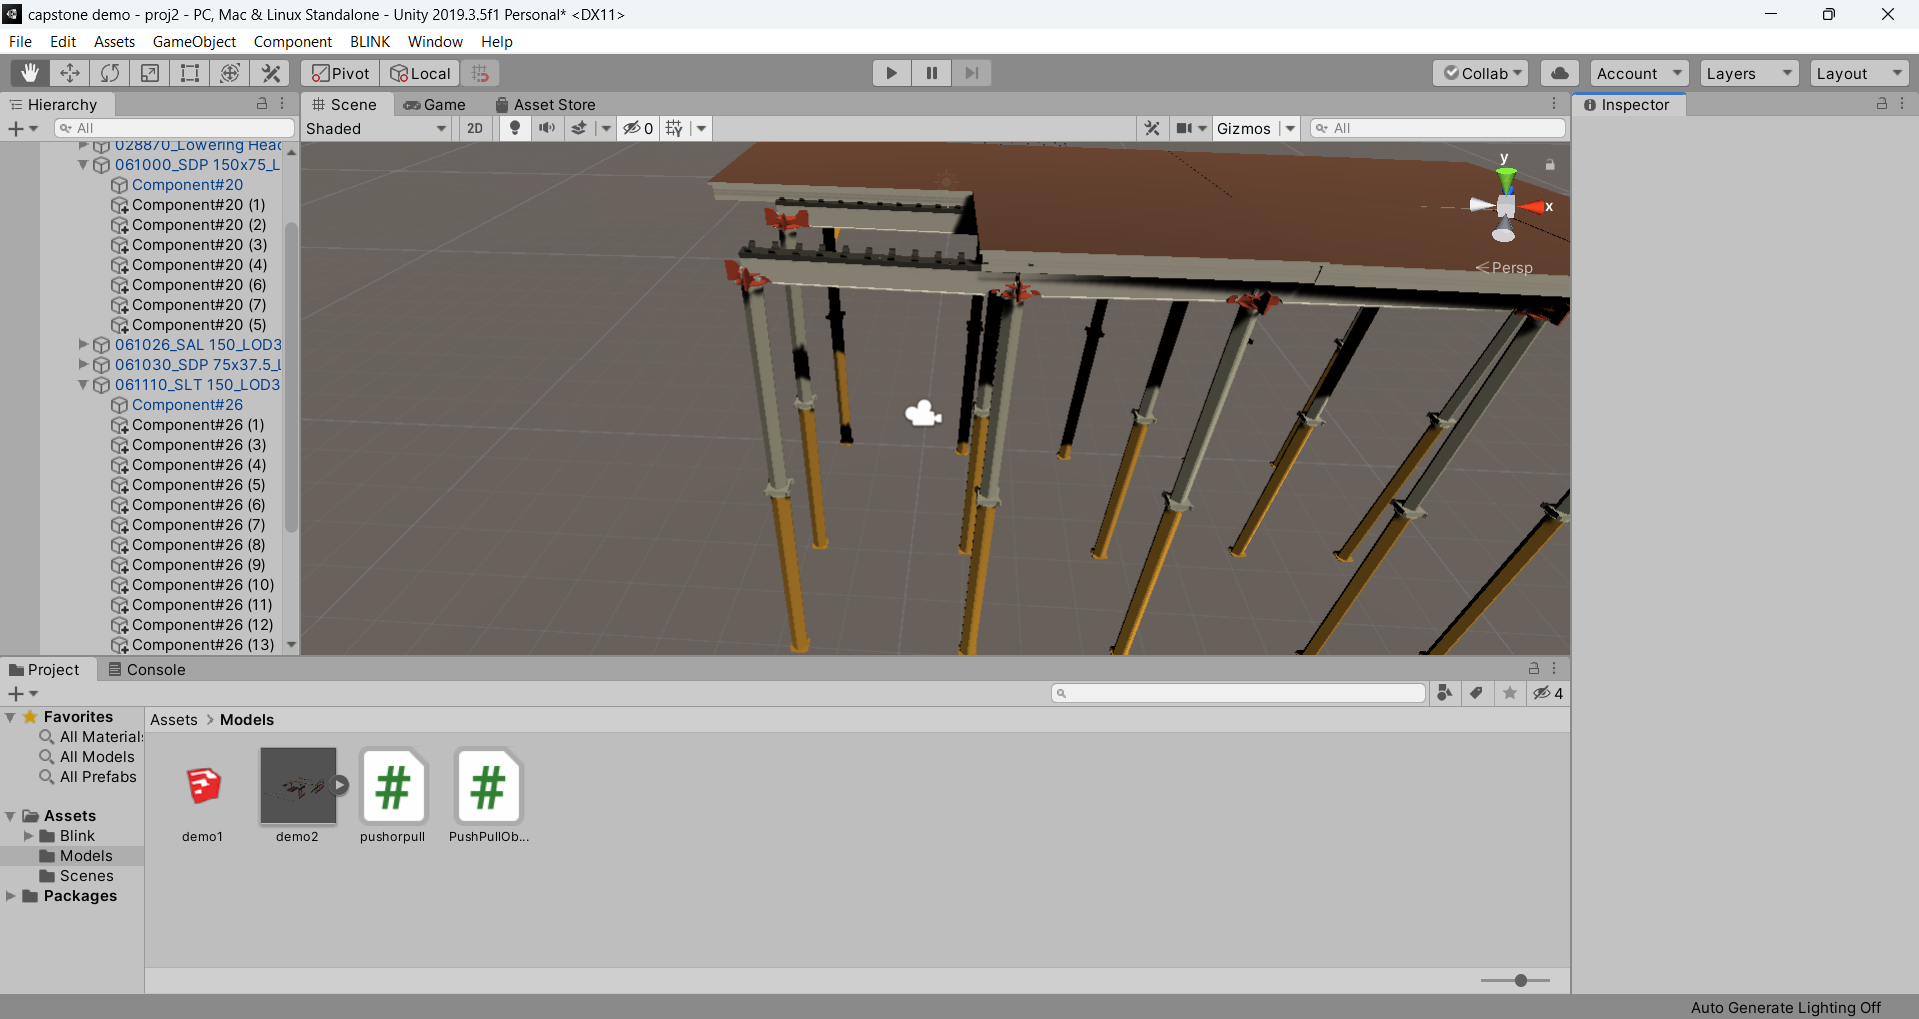 capstone demo - proj2 - PC, Mac & Linux Standalone - Unity 2019.3.5f1 Personal* <DX11>
File Edit Assets GameObject Component BLINK Window Help
Pivot Local Collab Account Layers Layout
Hierarchy Scene Game Asset Store Inspector
All Shaded 2D 0 Gizmos All
028870_Lowering Head
061000_SDP 150x75_L
Component#20
Component#20 (1)
Component#20 (2)
Component#20 (3)
Component#20 (4)
Component#20 (6)
Component#20 (7)
Component#20 (5)
061026_SAL 150_LOD3
061030_SDP 75x37.5_L
061110_SLT 150_LOD3
Component#26
Component#26 (1)
Component#26 (3)
Component#26 (4)
Component#26 (5)
Component#26 (6)
Component#26 (7)
Component#26 (8)
Component#26 (9)
Component#26 (10)
Component#26 (11)
Component#26 (12)
Component#26 (13)
y
x
Persp
Project Console
4
Favorites
All Materials
All Models
All Prefabs
Assets
Blink
Models
Scenes
Packages
Assets > Models
demo1 demo2 pushorpull PushPullOb...
Auto Generate Lighting Off